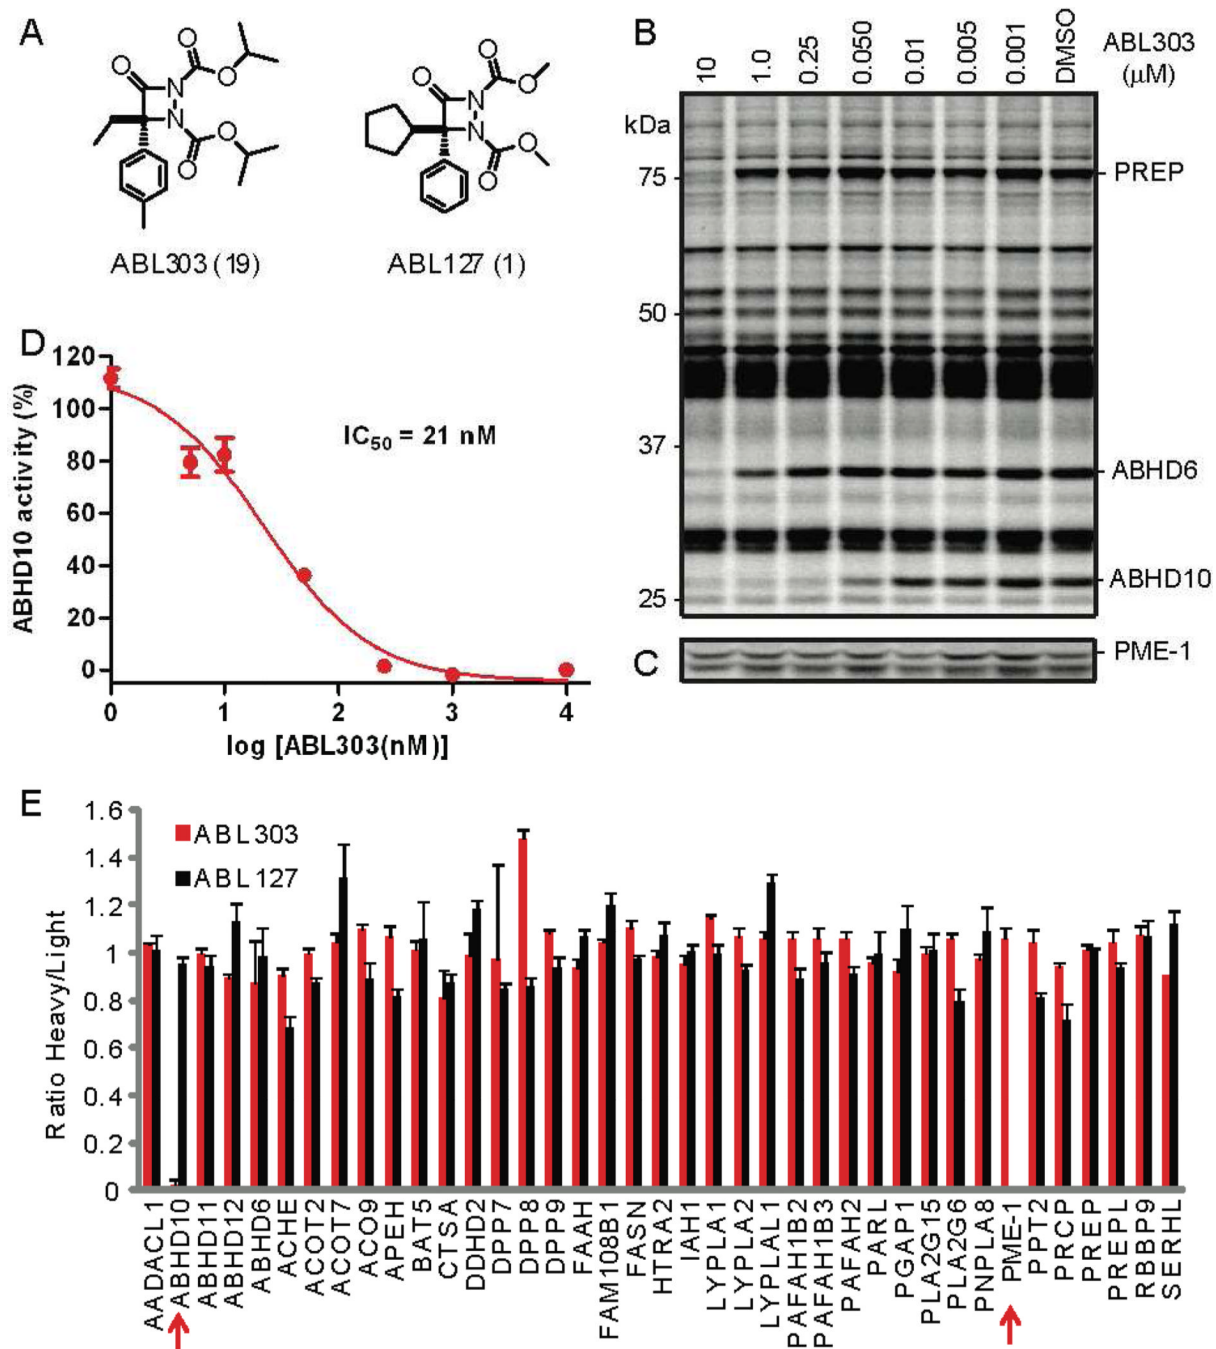 A
O
O
O
N
N
O
O
ABL303 (19)
O
O
O
N
N
O
O
ABL127 (1)
B
10
1.0
0.25
0.050
0.01
0.005
0.001
DMSO
ABL303
(µM)
kDa
75
50
37
25
PREP
ABHD6
ABHD10
C
PME-1
D
ABHD10 activity (%)
120
100
80
60
40
20
0
IC50 = 21 nM
0 1 2 3 4
log [ABL303(nM)]
E
Ratio Heavy/Light
1.6
1.4
1.2
1
0.8
0.6
0.4
0.2
0
ABL303
ABL127
AADACL1
ABHD10
ABHD11
ABHD12
ABHD6
ACHE
ACOT2
ACOT7
ACO9
APEH
BAT5
CTSA
DDHD2
DPP7
DPP8
DPP9
FAAH
FAM108B1
FASN
HTRA2
IAH1
LYPLA1
LYPLA2
LYPLAL1
PAFAH1B2
PAFAH1B3
PAFAH2
PARL
PGAP1
PLA2G15
PLA2G6
PNPLA8
PME-1
PPT2
PRCP
PREP
PREPL
RBBP9
SERHL